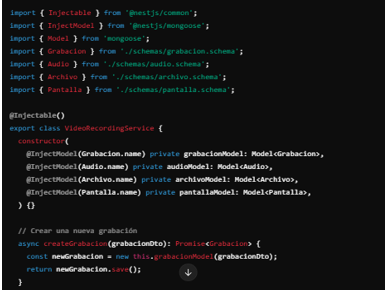 import { Injectable } from '@nestjs/common';
import { InjectModel } from '@nestjs/mongoose';
import { Model } from 'mongoose';
import { Grabacion } from './schemas/grabacion.schema';
import { Audio } from './schemas/audio.schema';
import { Archivo } from './schemas/archivo.schema';
import { Pantalla } from './schemas/pantalla.schema';
@Injectable()
export class VideoRecordingService {
constructor(
@InjectModel(Grabacion.name) private grabacionModel: Model<Grabacion>,
@InjectModel(Audio.name) private audioModel: Model<Audio>,
@InjectModel(Archivo.name) private archivoModel: Model<Archivo>,
@InjectModel(Pantalla.name) private pantallaModel: Model<Pantalla>,
) {}
// Crear una nueva grabación
async createGrabacion(grabacionDto): Promise<Grabacion> {
const newGrabacion = new this.grabacionModel(grabacionDto);
return newGrabacion.save();
}